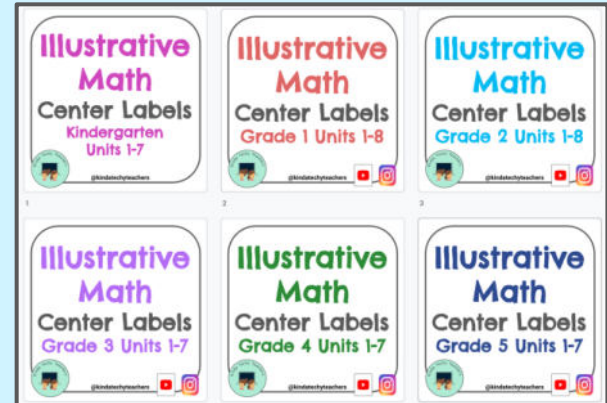 Illustrative
Math
Center Labels
Kindergarten
Units 1-7
@kindatechyteachers
1
Illustrative
Math
Center Labels
Grade 1 Units 1-8
@kindatechyteachers
2
Illustrative
Math
Center Labels
Grade 2 Units 1-8
@kindatechyteachers
3
Illustrative
Math
Center Labels
Grade 3 Units 1-7
@kindatechyteachers
Illustrative
Math
Center Labels
Grade 4 Units 1-7
@kindatechyteachers
Illustrative
Math
Center Labels
Grade 5 Units 1-7
@kindatechyteachers